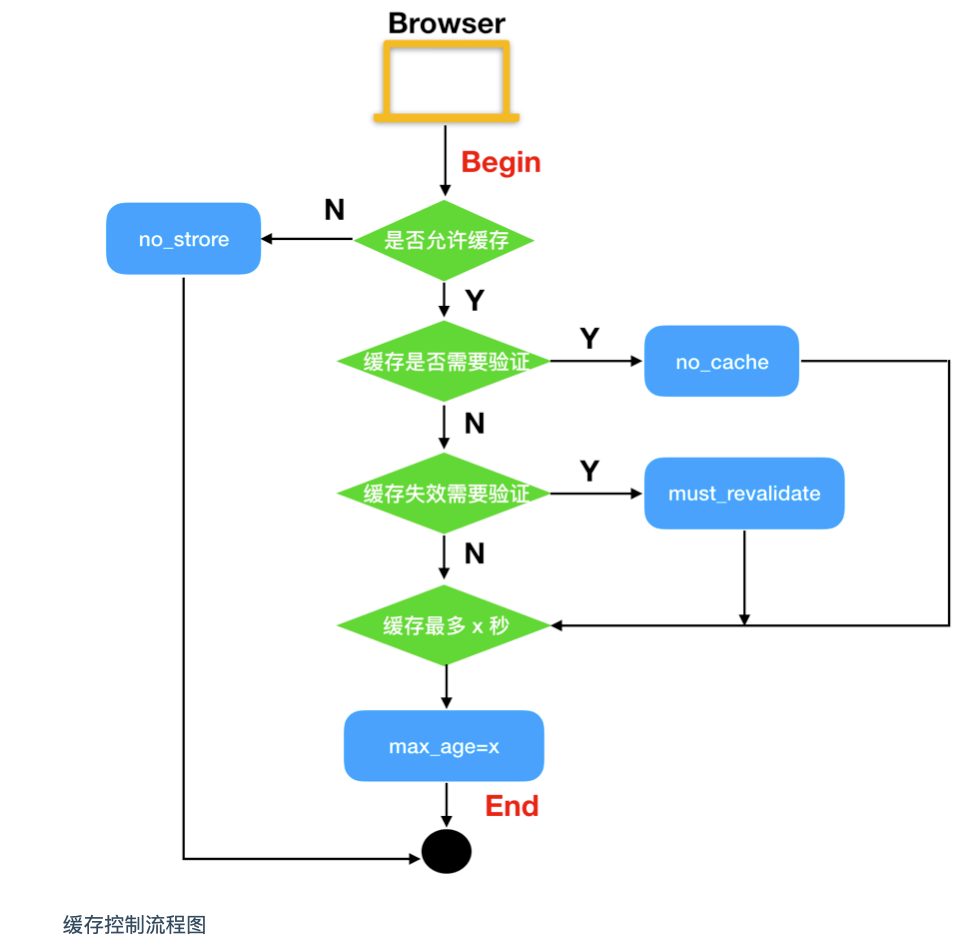 Browser
Begin
N
no_strore
是否允许缓存
Y
缓存是否需要验证
Y
no_cache
N
缓存失效需要验证
Y
must_revalidate
N
缓存最多 x 秒
max_age=x
End
缓存控制流程图